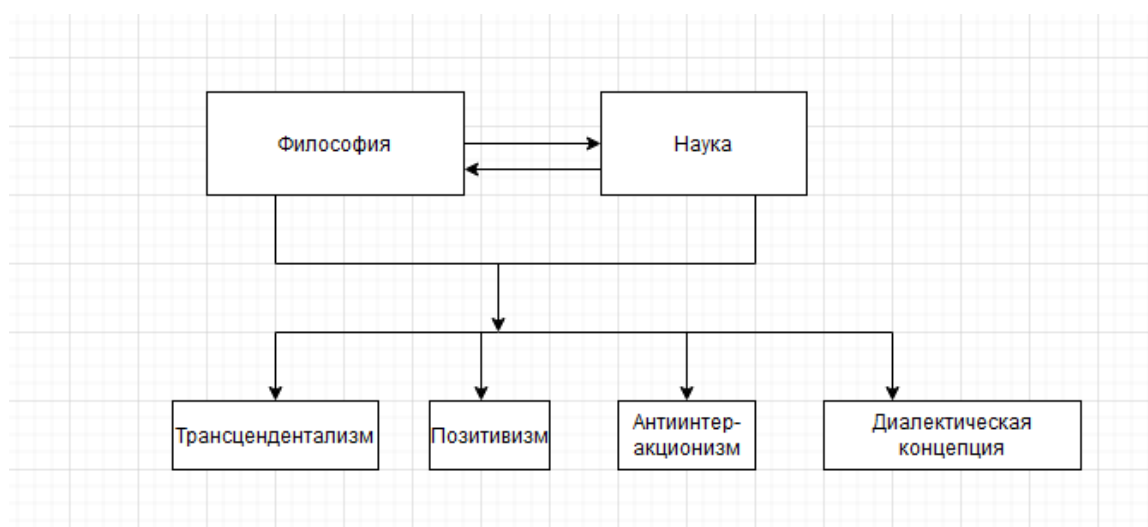 Философия
Наука
Трансцендентализм
Позитивизм
Антиинтер-
акционизм
Диалектическая
концепция